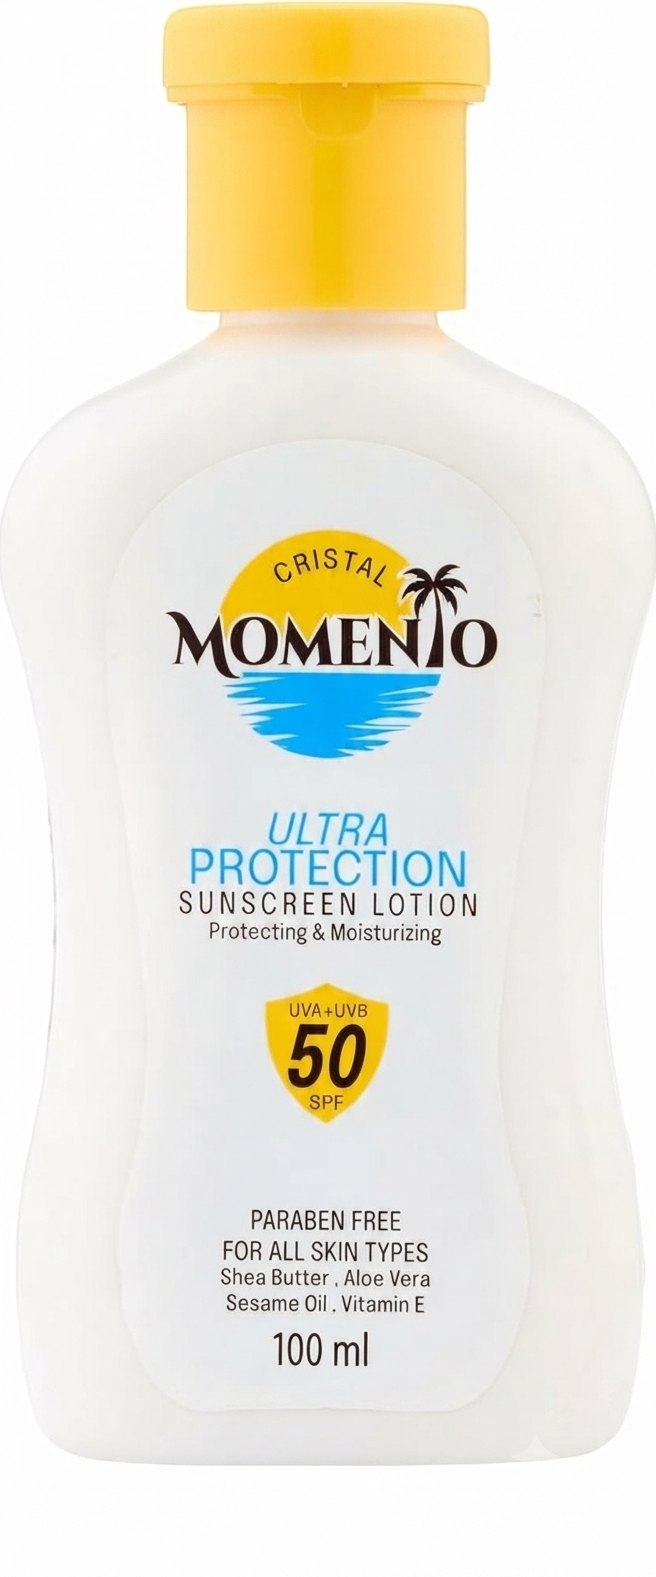 CRISTAL
MOMENTO
ULTRA
PROTECTION
SUNSCREEN LOTION
Protecting & Moisturizing
UVA+UVB
50
SPF
PARABEN FREE
FOR ALL SKIN TYPES
Shea Butter , Aloe Vera
Sesame Oil . Vitamin E
100 ml